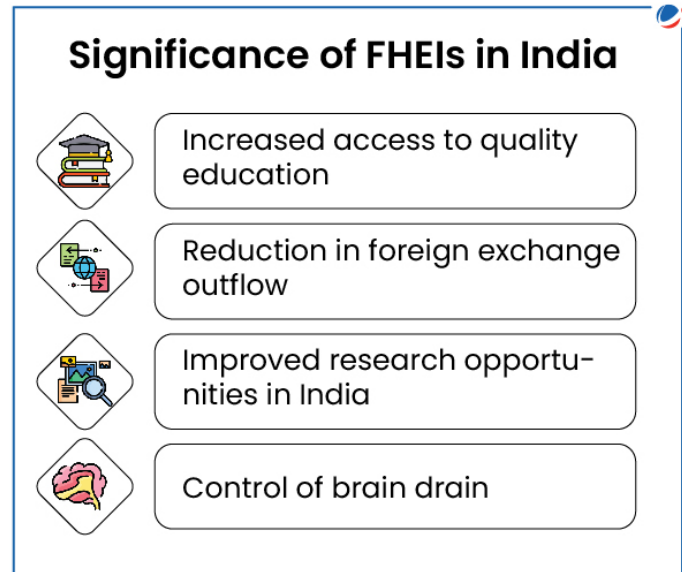 Significance of FHEIs in India
Increased access to quality
education
Reduction in foreign exchange
outflow
Improved research opportu-
nities in India
Control of brain drain